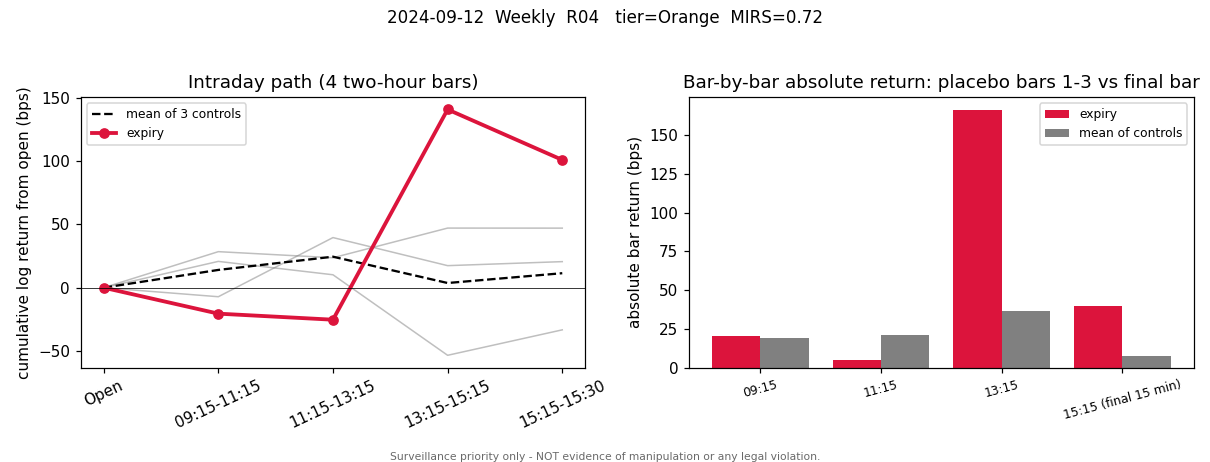 2024-09-12  Weekly  R04   tier=Orange  MIRS=0.72
Intraday path (4 two-hour bars)
cumulative log return from open (bps)
150
100
50
0
−50
mean of 3 controls
expiry
Open
09:15-11:15
11:15-13:15
13:15-15:15
15:15-15:30
Bar-by-bar absolute return: placebo bars 1-3 vs final bar
absolute bar return (bps)
150
125
100
75
50
25
0
expiry
mean of controls
09:15
11:15
13:15
15:15 (final 15 min)
Surveillance priority only - NOT evidence of manipulation or any legal violation.